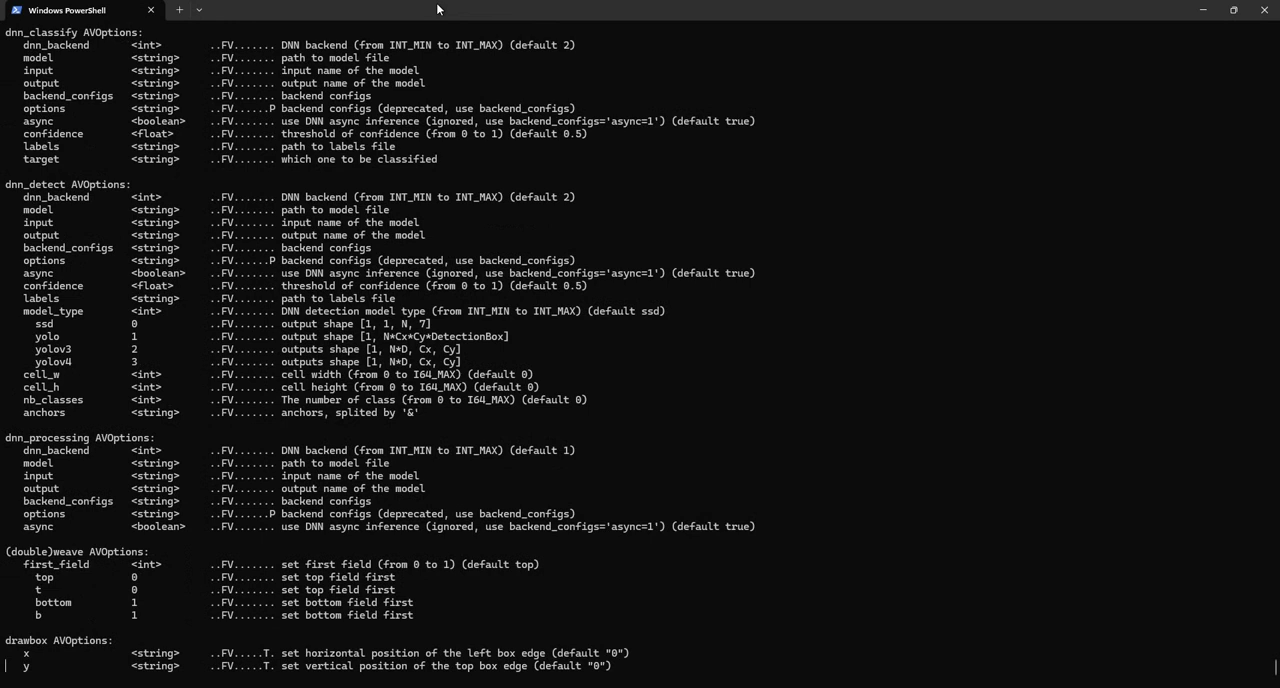 Windows PowerShell
dnn_classify AVOptions:
   dnn_backend       <int>        ..FV....... DNN backend (from INT_MIN to INT_MAX) (default 2)
   model             <string>     ..FV....... path to model file
   input             <string>     ..FV....... input name of the model
   output            <string>     ..FV....... output name of the model
   backend_configs   <string>     ..FV....... backend configs
   options           <string>     ..FV......P backend configs (deprecated, use backend_configs)
   async             <boolean>    ..FV....... use DNN async inference (ignored, use backend_configs='async=1') (default true)
   confidence        <float>      ..FV....... threshold of confidence (from 0 to 1) (default 0.5)
   labels            <string>     ..FV....... path to labels file
   target            <string>     ..FV....... which one to be classified

dnn_detect AVOptions:
   dnn_backend       <int>        ..FV....... DNN backend (from INT_MIN to INT_MAX) (default 2)
   model             <string>     ..FV....... path to model file
   input             <string>     ..FV....... input name of the model
   output            <string>     ..FV....... output name of the model
   backend_configs   <string>     ..FV....... backend configs
   options           <string>     ..FV......P backend configs (deprecated, use backend_configs)
   async             <boolean>    ..FV....... use DNN async inference (ignored, use backend_configs='async=1') (default true)
   confidence        <float>      ..FV....... threshold of confidence (from 0 to 1) (default 0.5)
   labels            <string>     ..FV....... path to labels file
   model_type        <int>        ..FV....... DNN detection model type (from INT_MIN to INT_MAX) (default ssd)
     ssd             0            ..FV....... output shape [1, 1, N, 7]
     yolo            1            ..FV....... output shape [1, N*Cx*Cy*DetectionBox]
     yolov3          2            ..FV....... outputs shape [1, N*D, Cx, Cy]
     yolov4          3            ..FV....... outputs shape [1, N*D, Cx, Cy]
   cell_w            <int>        ..FV....... cell width (from 0 to I64_MAX) (default 0)
   cell_h            <int>        ..FV....... cell height (from 0 to I64_MAX) (default 0)
   nb_classes        <int>        ..FV....... The number of class (from 0 to I64_MAX) (default 0)
   anchors           <string>     ..FV....... anchors, splited by '&'

dnn_processing AVOptions:
   dnn_backend       <int>        ..FV....... DNN backend (from INT_MIN to INT_MAX) (default 1)
   model             <string>     ..FV....... path to model file
   input             <string>     ..FV....... input name of the model
   output            <string>     ..FV....... output name of the model
   backend_configs   <string>     ..FV....... backend configs
   options           <string>     ..FV......P backend configs (deprecated, use backend_configs)
   async             <boolean>    ..FV....... use DNN async inference (ignored, use backend_configs='async=1') (default true)

(double)weave AVOptions:
   first_field       <int>        ..FV....... set first field (from 0 to 1) (default top)
     top             0            ..FV....... set top field first
     t               0            ..FV....... set top field first
     bottom          1            ..FV....... set bottom field first
     b               1            ..FV....... set bottom field first

drawbox AVOptions:
   x                 <string>     ..FV.....T. set horizontal position of the left box edge (default "0")
   y                 <string>     ..FV.....T. set vertical position of the top box edge (default "0")